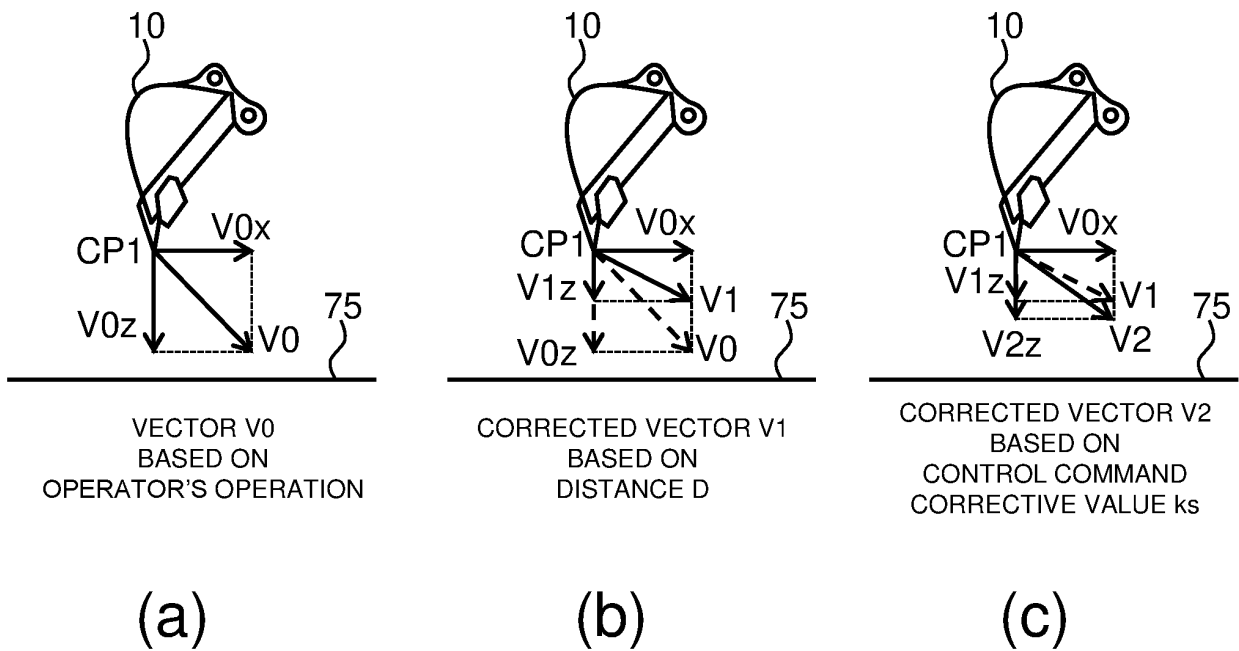 10
CP1
V0x
V0z
V0
75
VECTOR V0
BASED ON
OPERATOR'S OPERATION
(a)
10
CP1
V0x
V1z
V1
V0z
V0
75
CORRECTED VECTOR V1
BASED ON
DISTANCE D
(b)
10
CP1
V0x
V1z
V1
V2z
V2
75
CORRECTED VECTOR V2
BASED ON
CONTROL COMMAND
CORRECTIVE VALUE ks
(c)